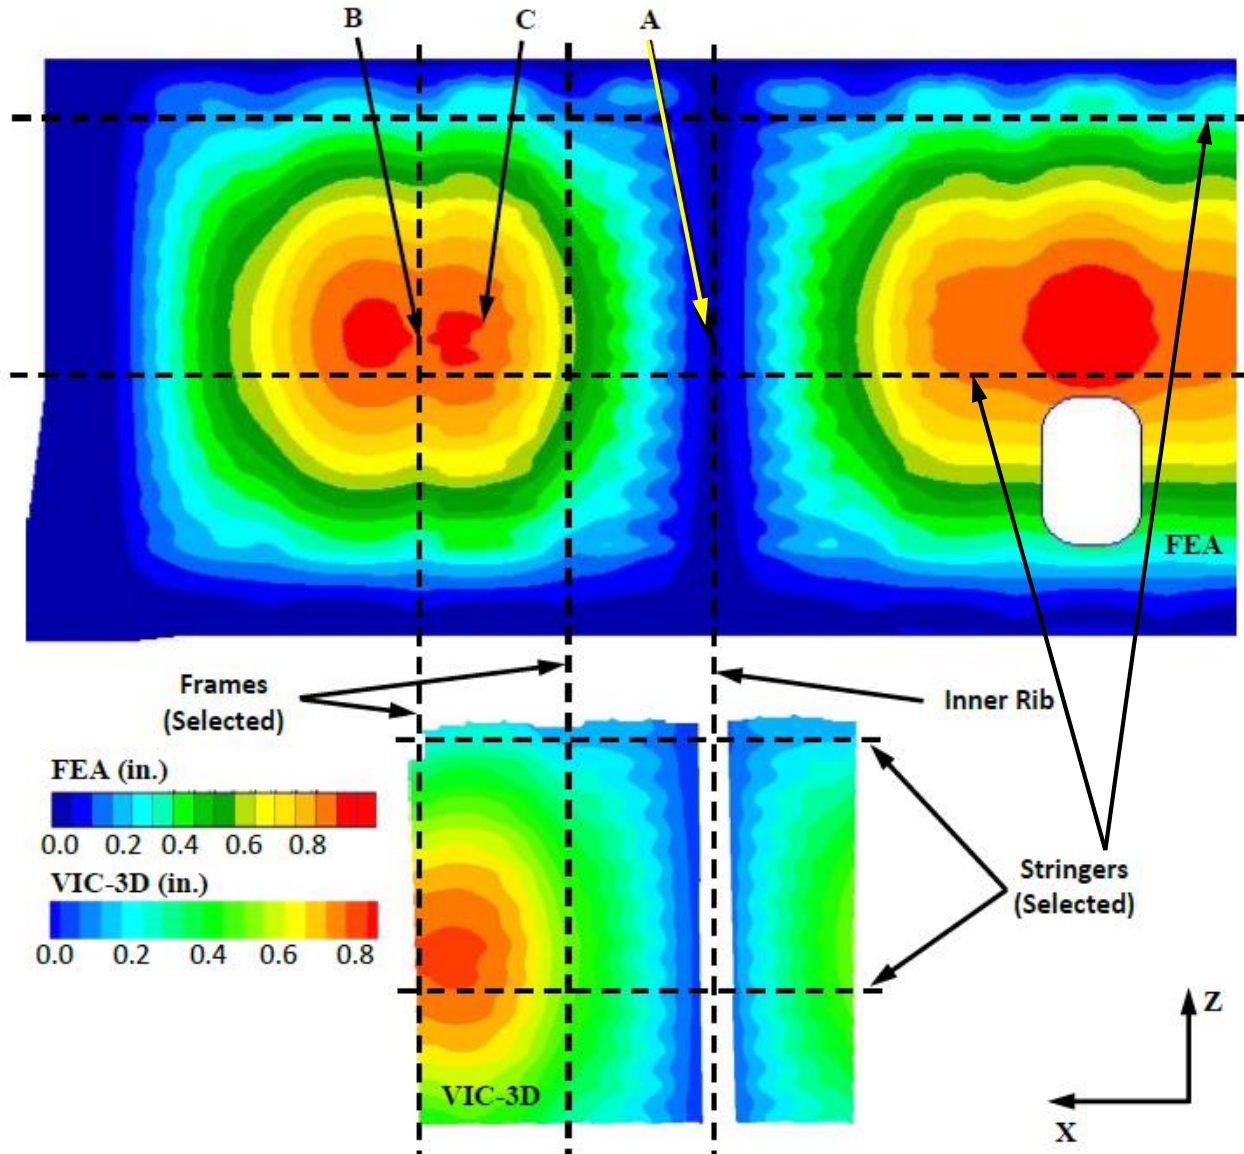 B
C
A
FEA
Frames
(Selected)
Inner Rib
FEA (in.)
0.0 0.2 0.4 0.6 0.8
VIC-3D (in.)
0.0 0.2 0.4 0.6 0.8
Stringers
(Selected)
VIC-3D
Z
X